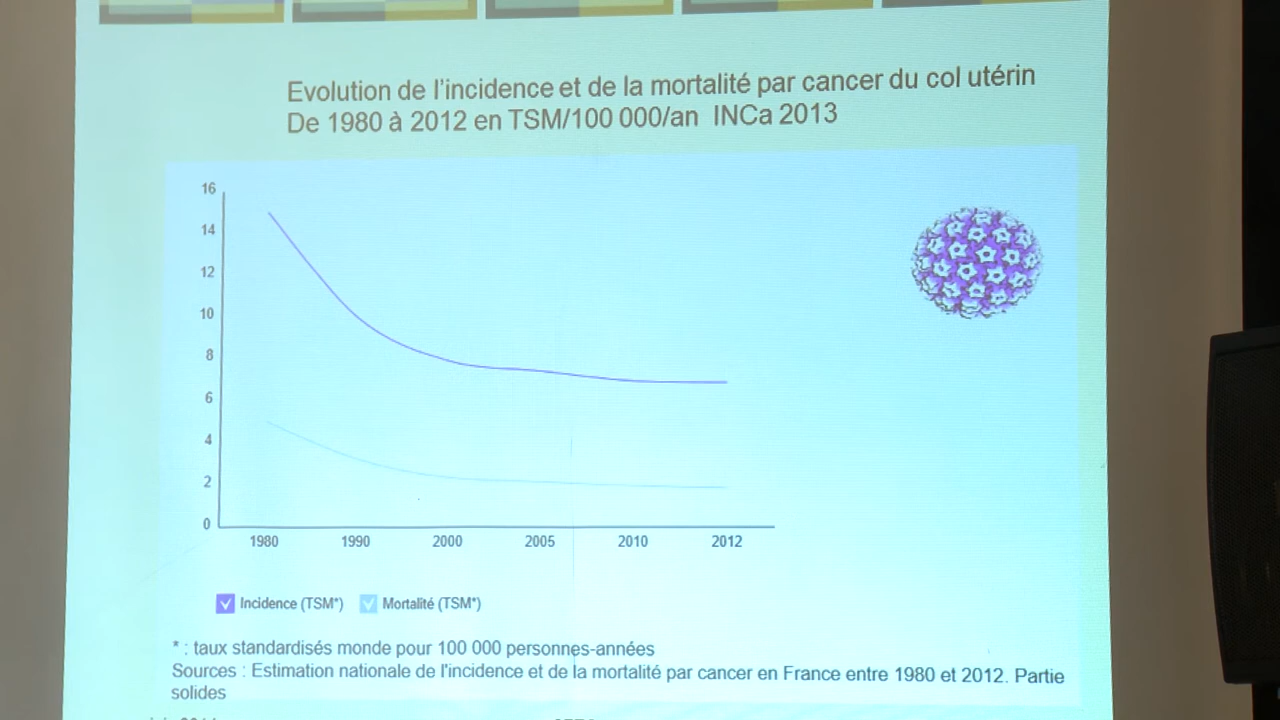 Evolution de l'incidence et de la mortalité par cancer du col utérin
De 1980 à 2012 en TSM/100 000/an INCa 2013
16
14
12
10
8
6
4
2
0
1980 1990 2000 2005 2010 2012
Incidence (TSM*) Mortalité (TSM*)
* : taux standardisés monde pour 100 000 personnes-années
Sources : Estimation nationale de l'incidence et de la mortalité par cancer en France entre 1980 et 2012. Partie
solides